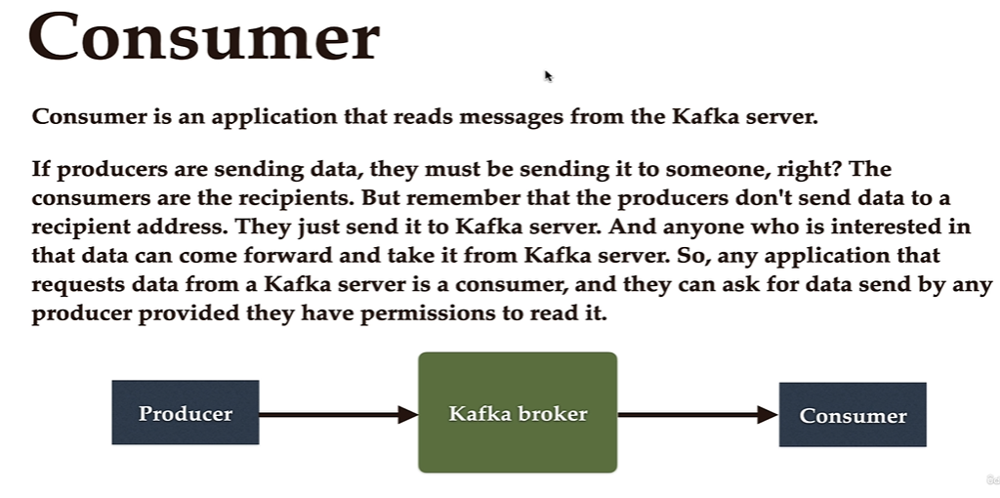 Consumer
Consumer is an application that reads messages from the Kafka server.
If producers are sending data, they must be sending it to someone, right? The
consumers are the recipients. But remember that the producers don't send data to a
recipient address. They just send it to Kafka server. And anyone who is interested in
that data can come forward and take it from Kafka server. So, any application that
requests data from a Kafka server is a consumer, and they can ask for data send by any
producer provided they have permissions to read it.
Producer
Kafka broker
Consumer